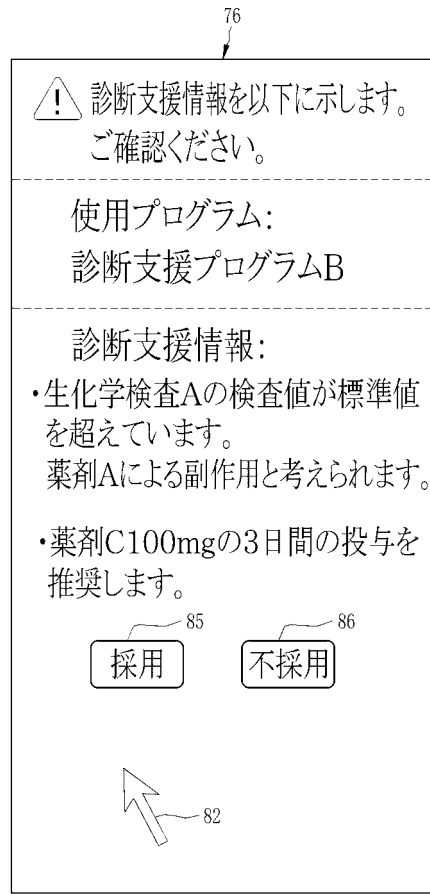 76
診断支援情報を以下に示します。
ご確認ください。
使用プログラム:
診断支援プログラムB
診断支援情報:
・生化学検査Aの検査値が標準値
を超えています。
薬剤Aによる副作用と考えられます。
・薬剤C100mgの3日間の投与を
推奨します。
85 86
採用 不採用
82